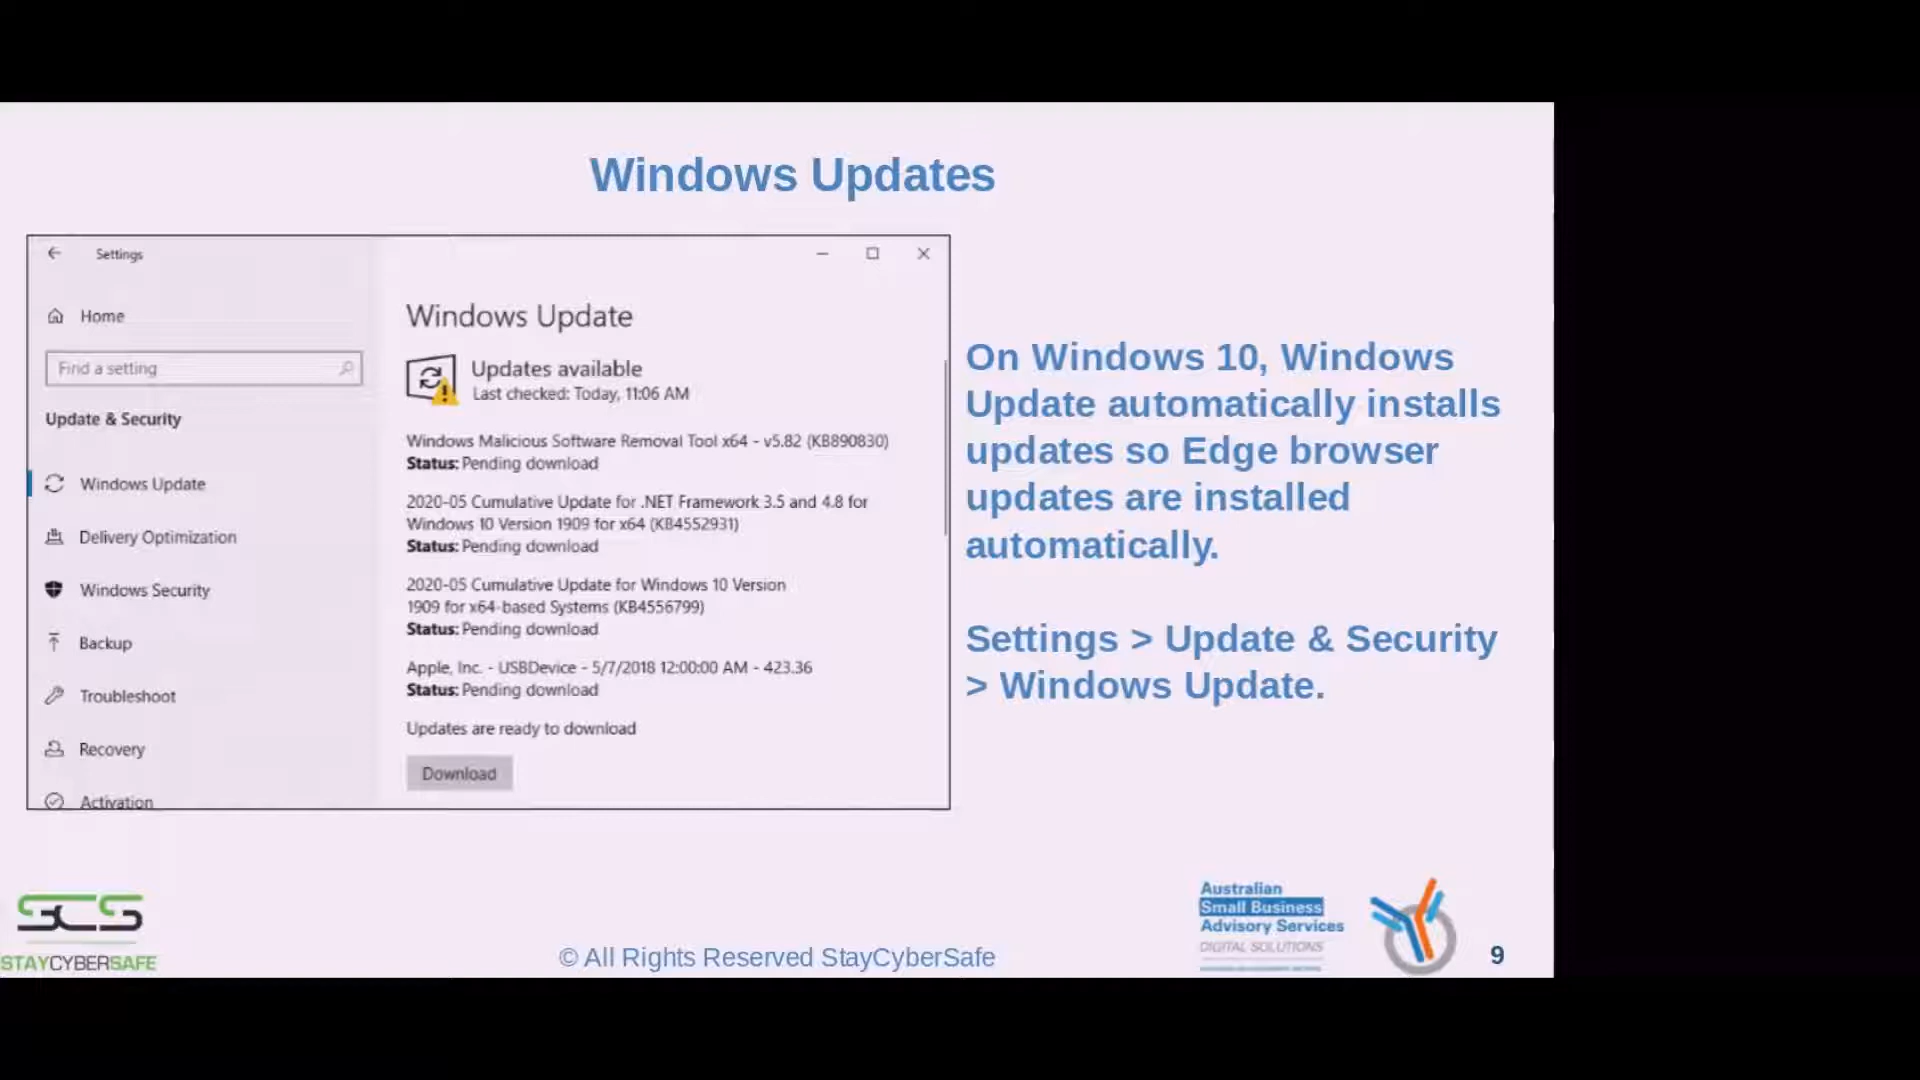 Windows Updates
Settings
Home
Find a setting
Update & Security
Windows Update
Delivery Optimization
Windows Security
Backup
Troubleshoot
Recovery
Activation
Windows Update
Updates available
Last checked: Today, 11:06 AM
Windows Malicious Software Removal Tool x64 - v5.82 (KB890830)
Status: Pending download
2020-05 Cumulative Update for .NET Framework 3.5 and 4.8 for
Windows 10 Version 1909 for x64 (KB4552931)
Status: Pending download
2020-05 Cumulative Update for Windows 10 Version
1909 for x64-based Systems (KB4556799)
Status: Pending download
Apple, Inc. - USBDevice - 5/7/2018 12:00:00 AM - 423.36
Status: Pending download
Updates are ready to download
Download
On Windows 10, Windows
Update automatically installs
updates so Edge browser
updates are installed
automatically.
Settings > Update & Security
> Windows Update.
SCS
STAYCYBERSAFE
© All Rights Reserved StayCyberSafe
Australian
Small Business
Advisory Services
DIGITAL SOLUTIONS
9